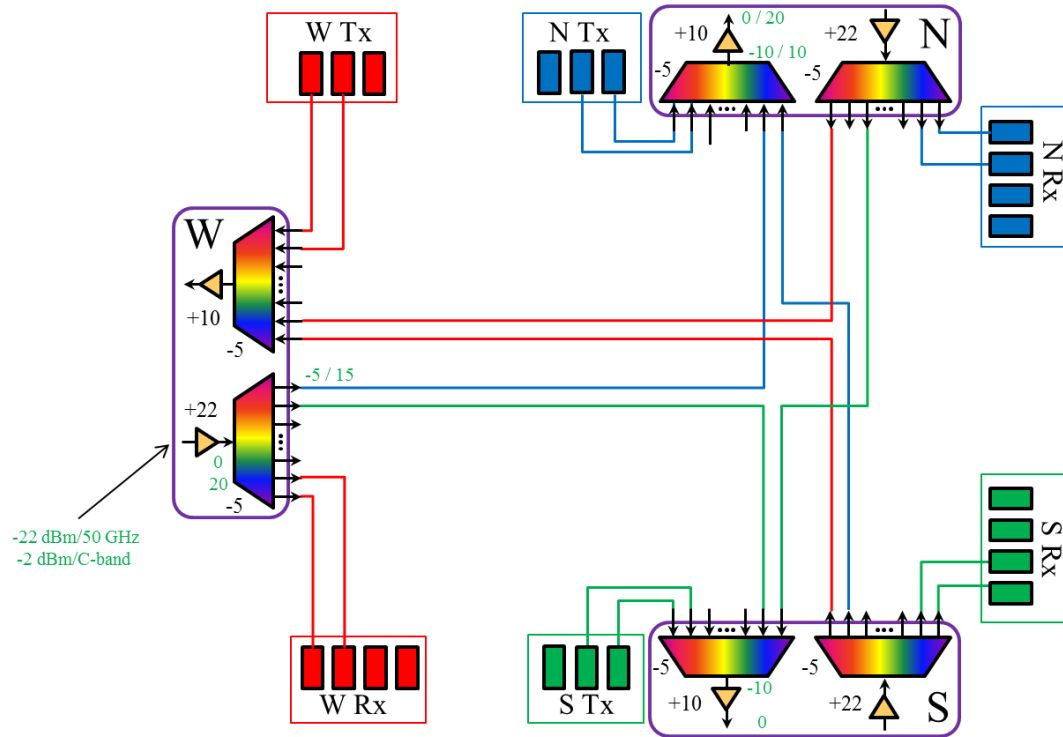 W Tx
N Tx
+10
0 / 20
-10 / 10
-5
...
+22
N
-5
...
N Rx
W
+10
-5
...
-5 / 15
+22
0
20
-5
...
-22 dBm/50 GHz
-2 dBm/C-band
S Rx
W Rx
S Tx
...
-5
+10
-10
0
...
-5
+22
S